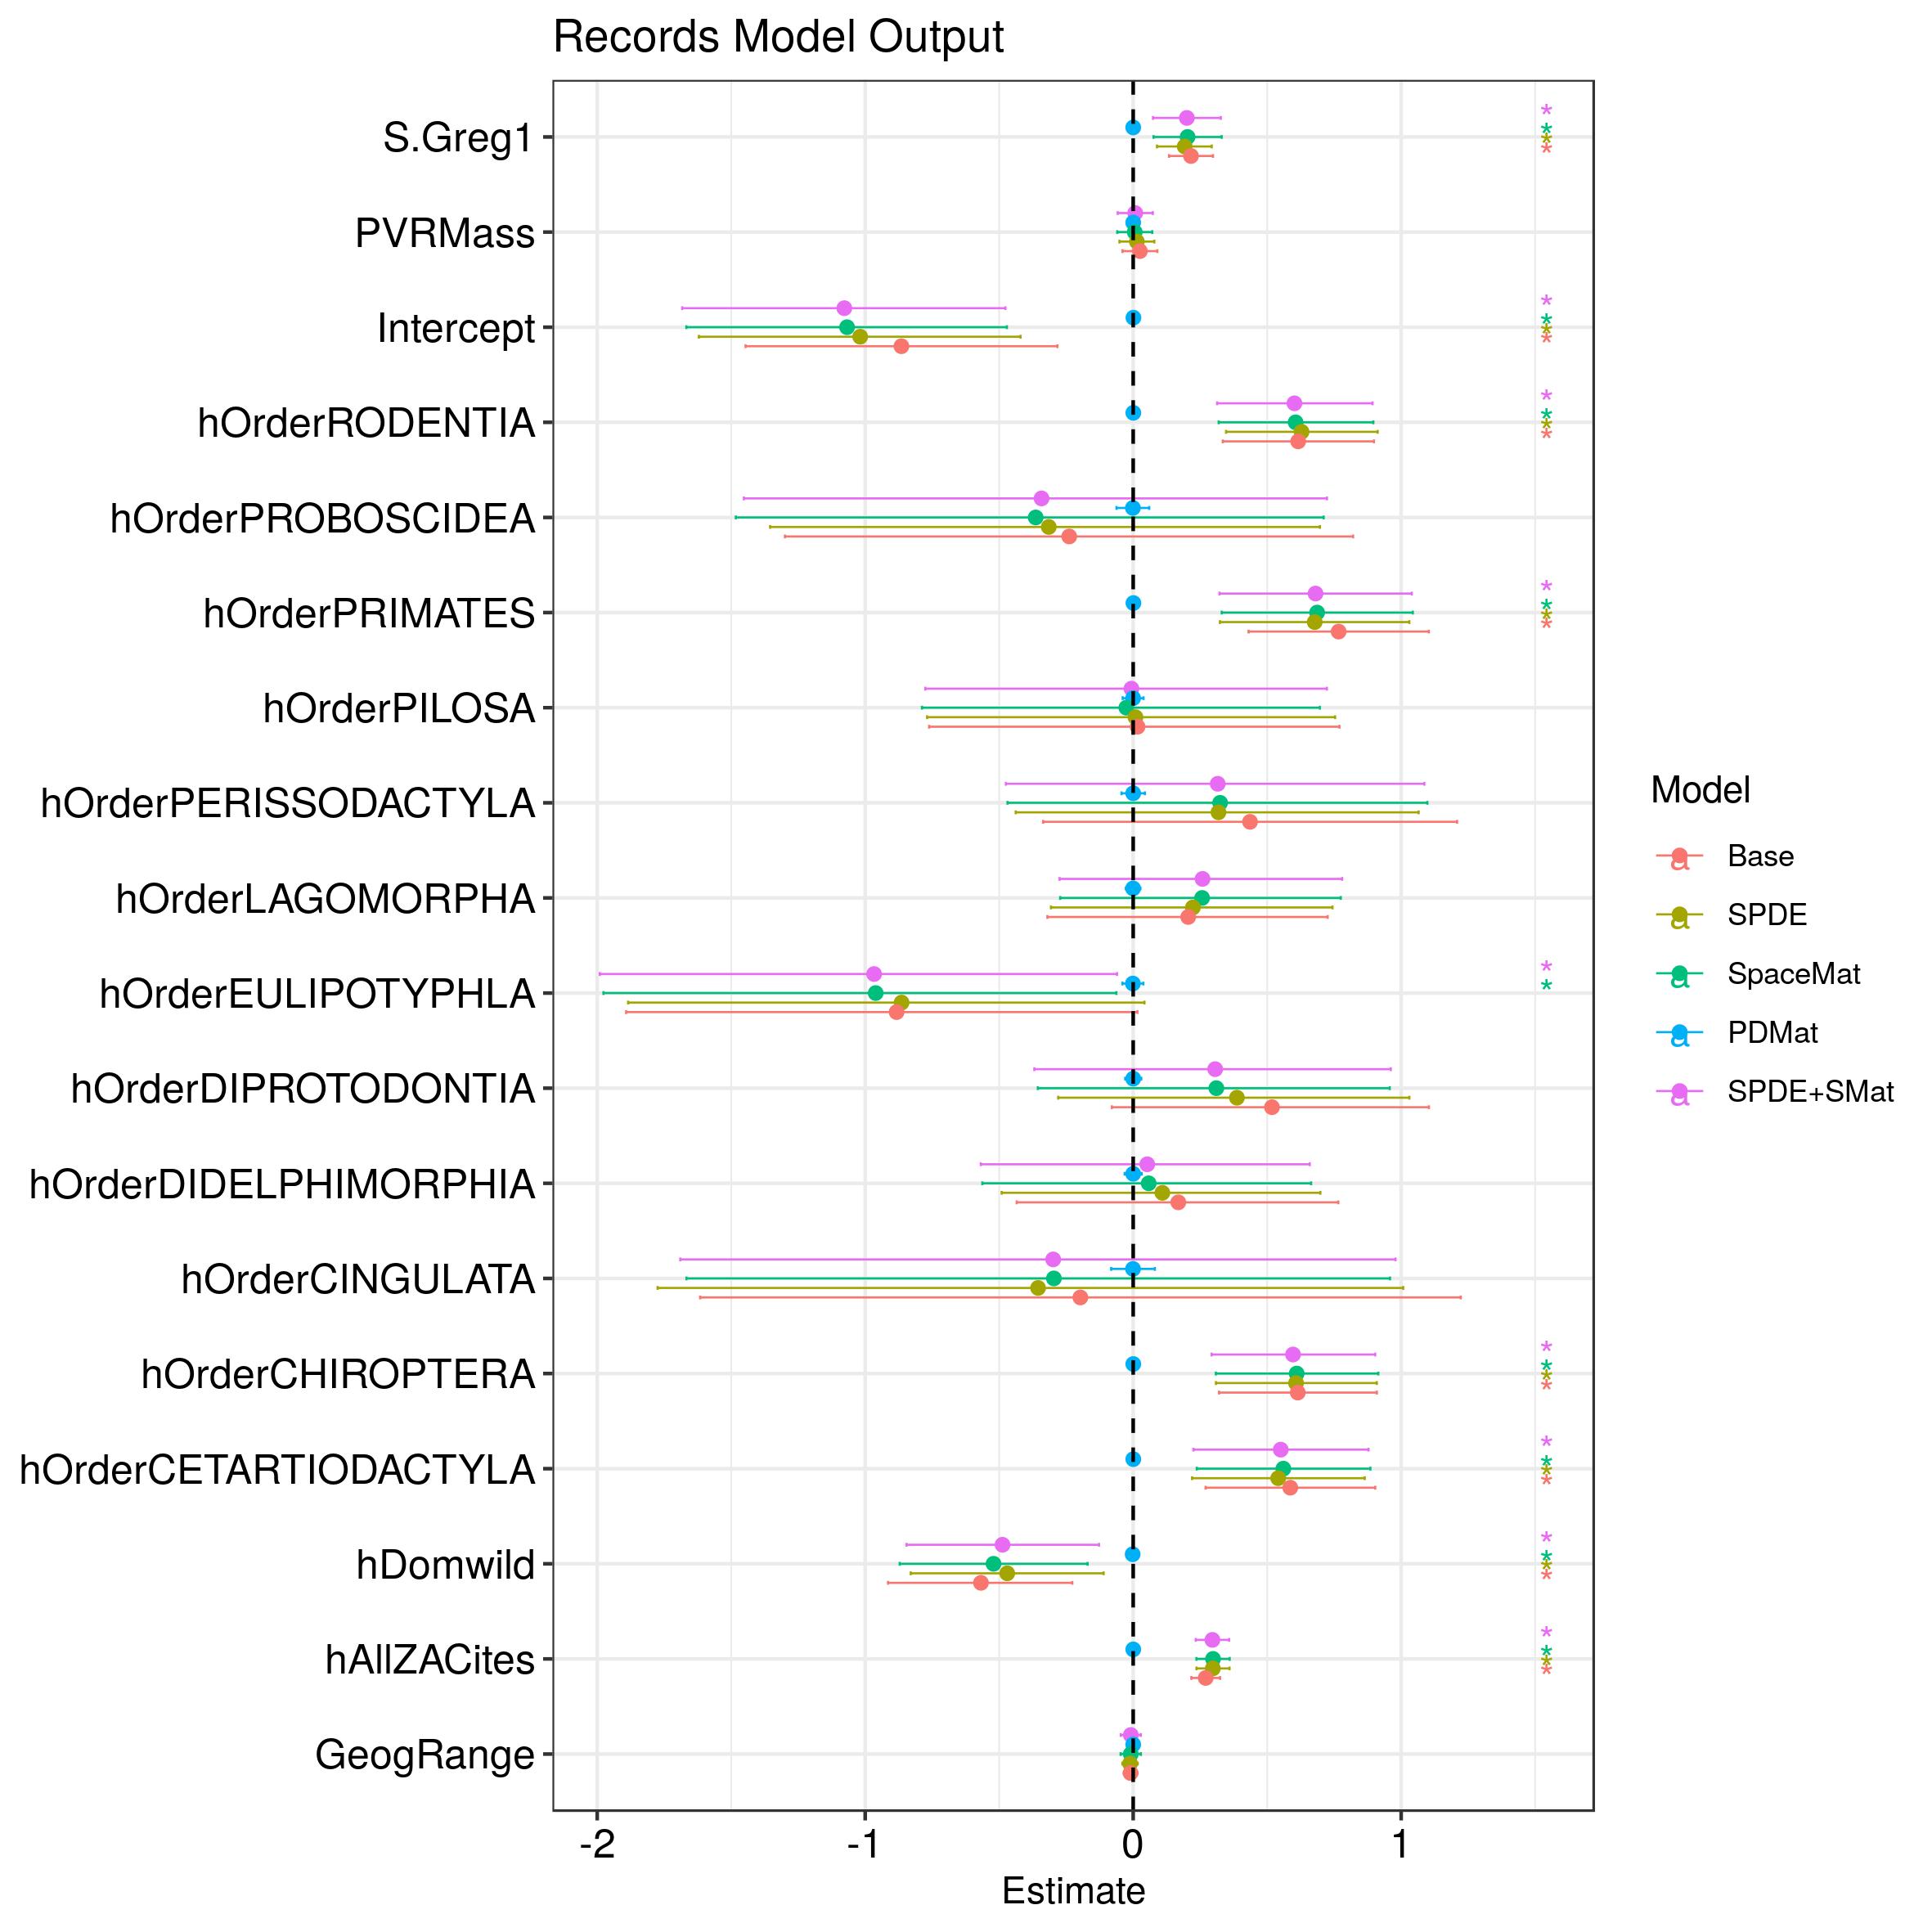 Records Model Output
S.Greg1
PVRMass
Intercept
hOrderRODENTIA
hOrderPROBOSCIDEA
hOrderPRIMATES
hOrderPILOSA
hOrderPERISSODACTYLA
hOrderLAGOMORPHA
hOrderEULIPOTYPHLA
hOrderDIPROTODONTIA
hOrderDIDELPHIMORPHIA
hOrderCINGULATA
hOrderCHIROPTERA
hOrderCETARTIODACTYLA
hDomwild
hAllZACites
GeogRange
-2 -1 0 1
Estimate
Model
a Base
a SPDE
a SpaceMat
a PDMat
a SPDE+SMat